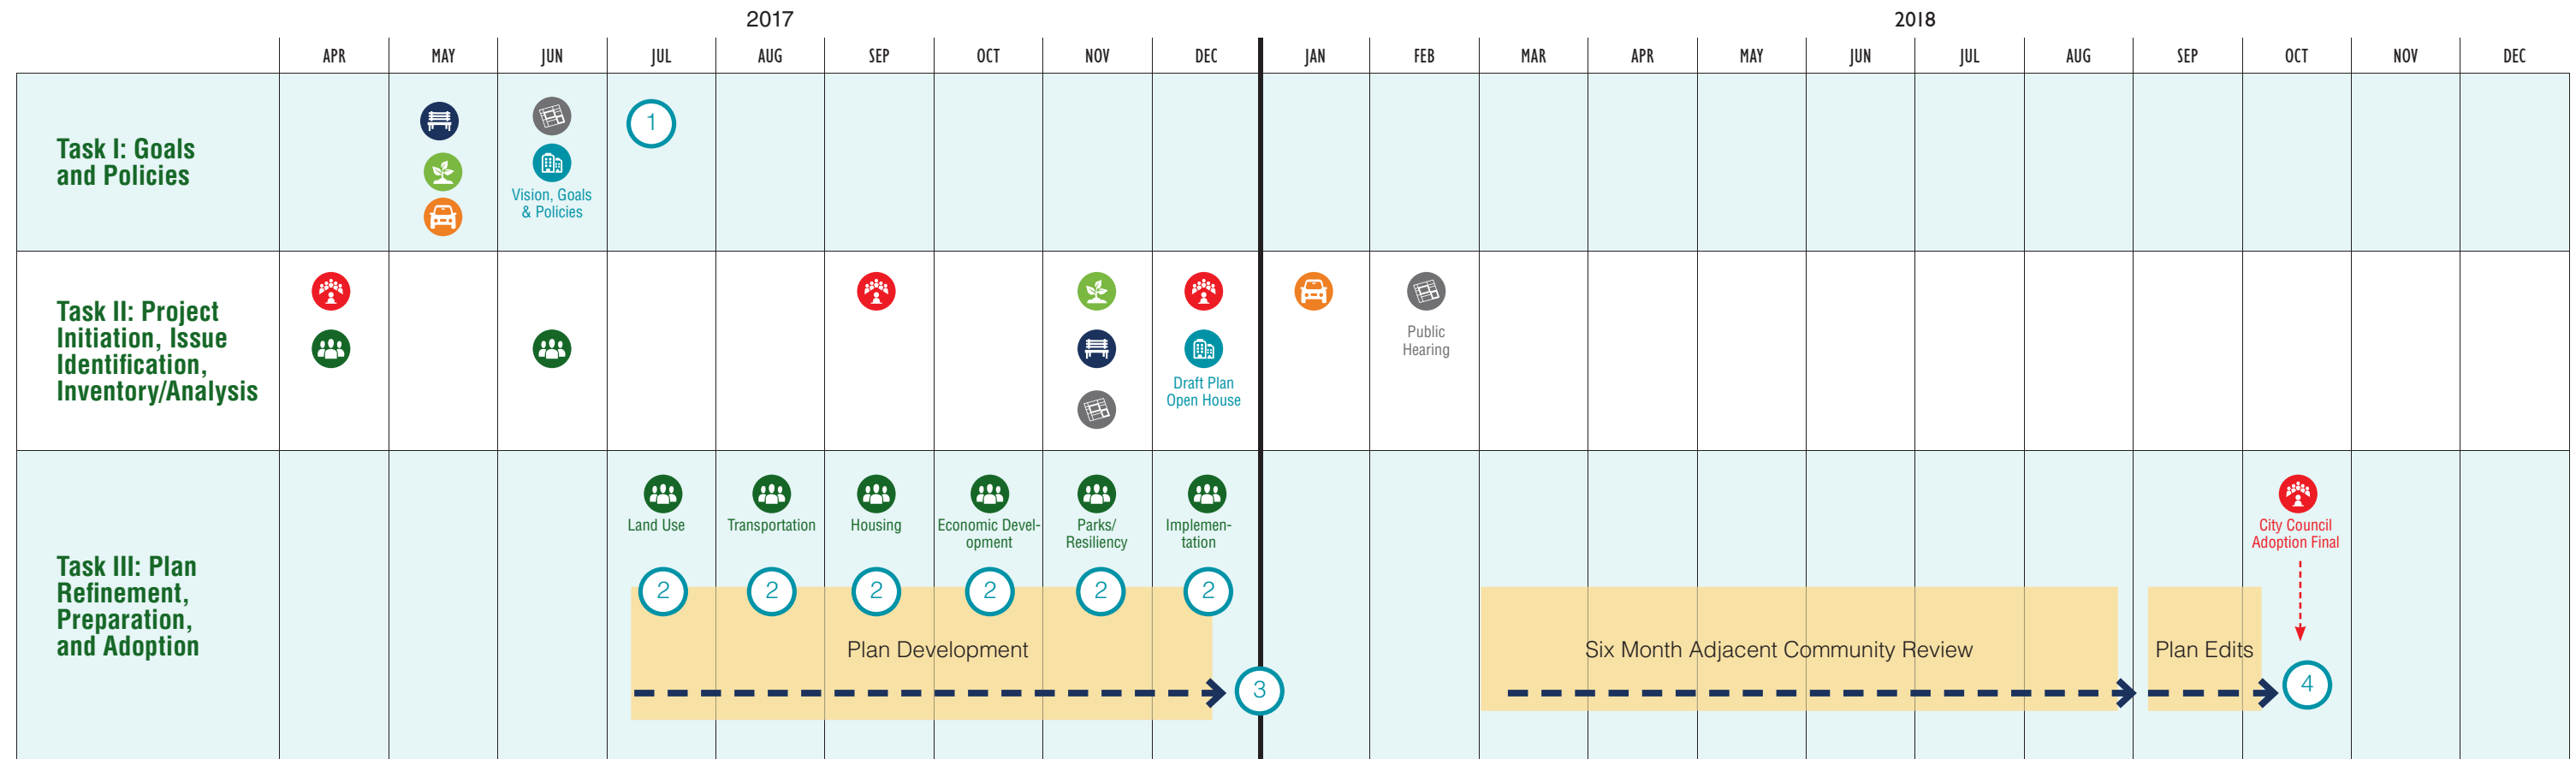 2017
2018
APR MAY JUN JUL AUG SEP OCT NOV DEC JAN FEB MAR APR MAY JUN JUL AUG SEP OCT NOV DEC
Task I: Goals
and Policies
Vision, Goals
& Policies
1
Task II: Project
Initiation, Issue
Identification,
Inventory/Analysis
Draft Plan
Open House
Public
Hearing
Task III: Plan
Refinement,
Preparation,
and Adoption
Land Use
Transportation
Housing
Economic Devel-
opment
Parks/
Resiliency
Implemen-
tation
City Council
Adoption Final
2 2 2 2 2 2
Plan Development
3
Six Month Adjacent Community Review
Plan Edits
4